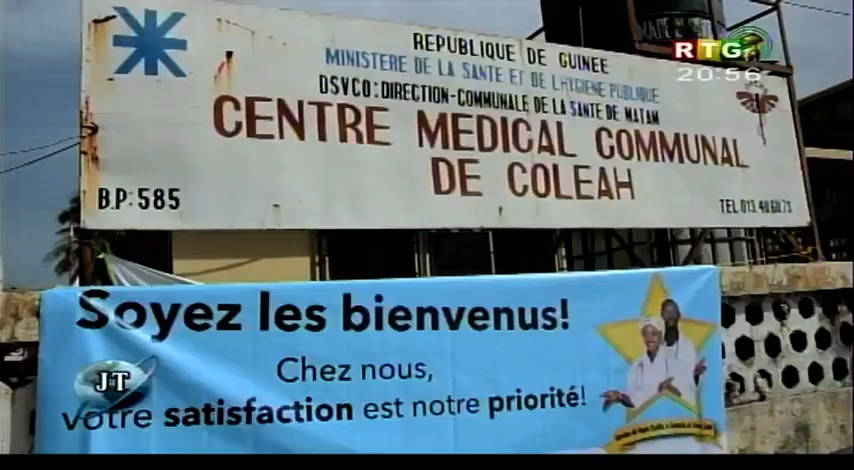 REPUBLIQUE DE GUINEE
MINISTERE DE LA SANTE ET DE L'HYGIENE PUBLIQUE
DSVCO: DIRECTION-COMMUNALE DE LA SANTE DE MATAM
CENTRE MEDICAL COMMUNAL
DE COLEAH
B.P: 585
TEL 013.40.60.73
RTG
20:56
Soyez les bienvenus!
Chez nous,
votre satisfaction est notre priorité!
JT